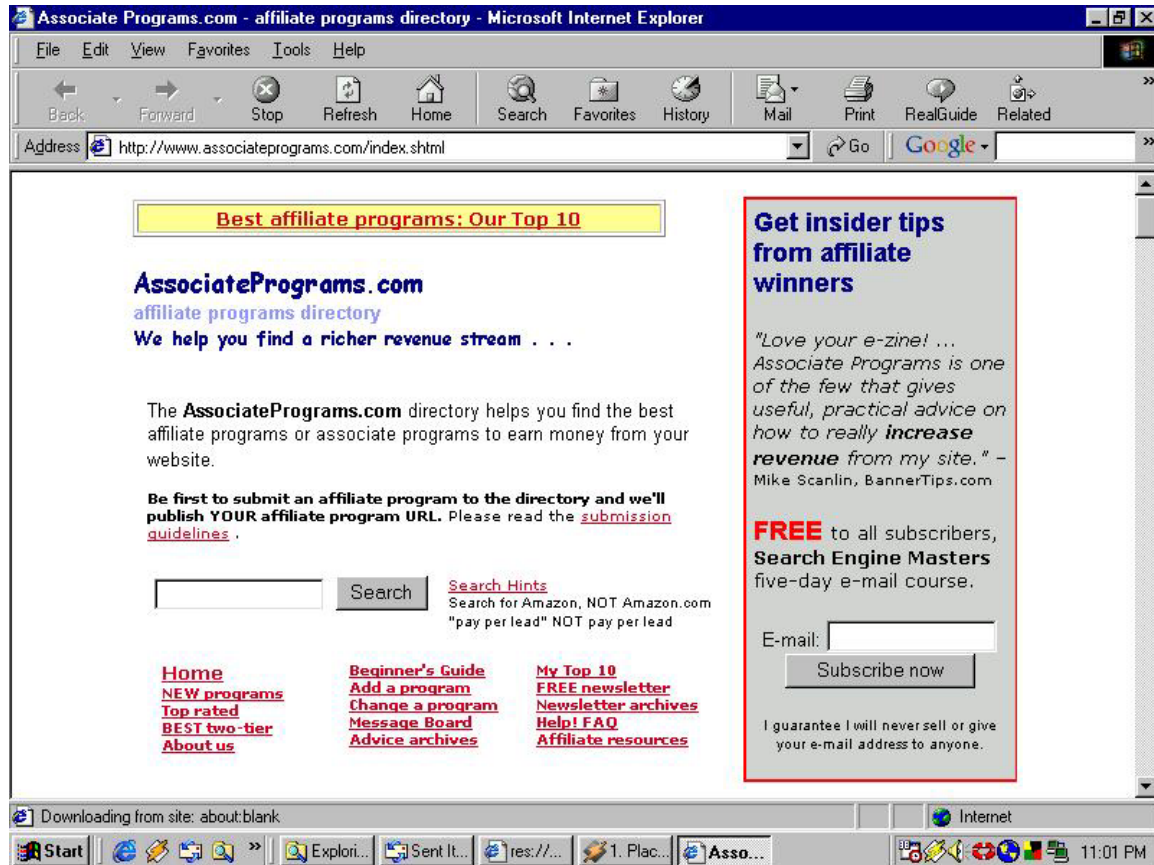 Associate Programs.com - affiliate programs directory - Microsoft Internet Explorer
File Edit View Favorites Tools Help
Back Forward Stop Refresh Home Search Favorites History Mail Print RealGuide Related
Address http://www.associateprograms.com/index.shtml Go Google
Best affiliate programs: Our Top 10
AssociatePrograms.com
affiliate programs directory
We help you find a richer revenue stream . . .
The AssociatePrograms.com directory helps you find the best
affiliate programs or associate programs to earn money from your
website.
Be first to submit an affiliate program to the directory and we'll
publish YOUR affiliate program URL. Please read the submission
guidelines .
Search
Search Hints
Search for Amazon, NOT Amazon.com
"pay per lead" NOT pay per lead
Home
NEW programs
Top rated
BEST two-tier
About us
Beginner's Guide
Add a program
Change a program
Message Board
Advice archives
My Top 10
FREE newsletter
Newsletter archives
Help! FAQ
Affiliate resources
Get insider tips
from affiliate
winners
"Love your e-zine! ...
Associate Programs is one
of the few that gives
useful, practical advice on
how to really increase
revenue from my site." –
Mike Scanlin, BannerTips.com
FREE to all subscribers,
Search Engine Masters
five-day e-mail course.
E-mail:
Subscribe now
I guarantee I will never sell or give
your e-mail address to anyone.
Downloading from site: about:blank
Internet
Start Explori... Sent It... res://... 1. Plac... Asso... 11:01 PM